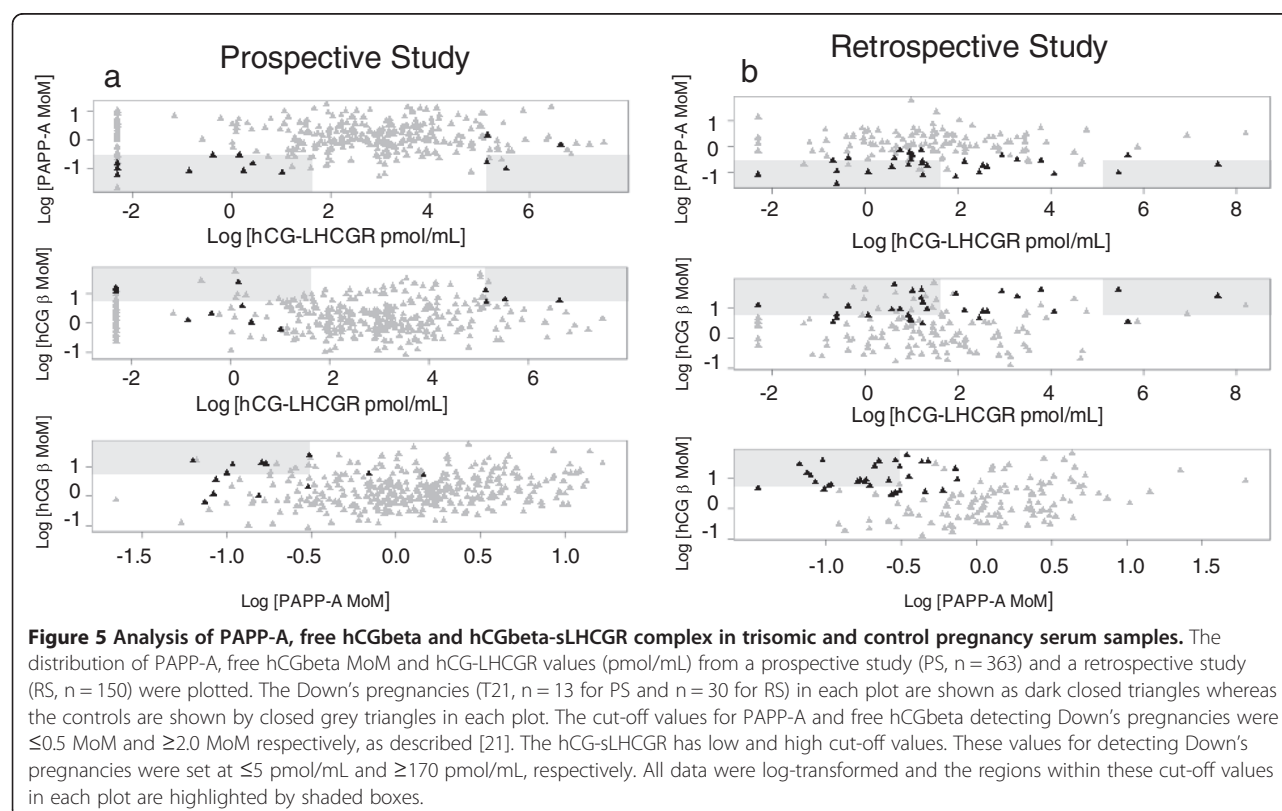 Prospective Study
Retrospective Study
a
b
Log [PAPP-A MoM]
1
0
-1
-2 0 2 4 6
Log [hCG-LHCGR pmol/mL]
Log [PAPP-A MoM]
1
0
-1
-2 0 2 4 6 8
Log [hCG-LHCGR pmol/mL]
Log [hCG β MoM]
1
0
-1
-2 0 2 4 6
Log [hCG-LHCGR pmol/mL]
Log [hCG β MoM]
1
0
-1
-2 0 2 4 6 8
Log [hCG-LHCGR pmol/mL]
Log [hCG β MoM]
1
0
-1
-1.5 -1.0 -0.5 0.0 0.5 1.0
Log [PAPP-A MoM]
Log [hCG β MoM]
1
0
-1
-1.0 -0.5 0.0 0.5 1.0 1.5
Log [PAPP-A MoM]
Figure 5 Analysis of PAPP-A, free hCGbeta and hCGbeta-sLHCGR complex in trisomic and control pregnancy serum samples. The
distribution of PAPP-A, free hCGbeta MoM and hCG-LHCGR values (pmol/mL) from a prospective study (PS, n = 363) and a retrospective study
(RS, n = 150) were plotted. The Down's pregnancies (T21, n = 13 for PS and n = 30 for RS) in each plot are shown as dark closed triangles whereas
the controls are shown by closed grey triangles in each plot. The cut-off values for PAPP-A and free hCGbeta detecting Down's pregnancies were
≤0.5 MoM and ≥2.0 MoM respectively, as described [21]. The hCG-sLHCGR has low and high cut-off values. These values for detecting Down's
pregnancies were set at ≤5 pmol/mL and ≥170 pmol/mL, respectively. All data were log-transformed and the regions within these cut-off values
in each plot are highlighted by shaded boxes.